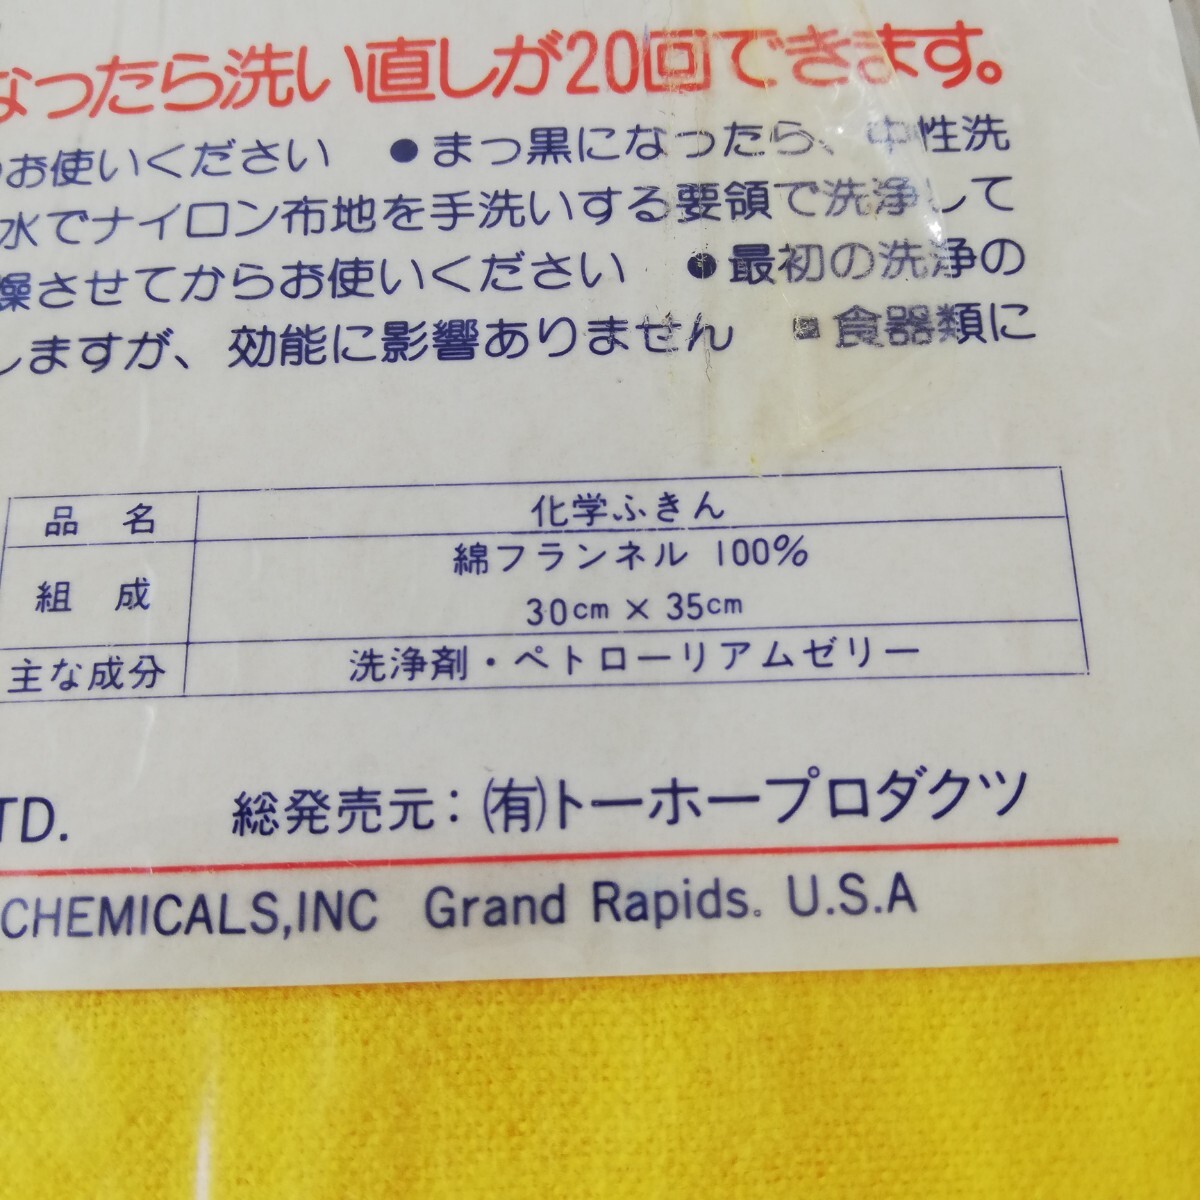 なったら洗い直しが20回できます。
お使いください ●まっ黒になったら、中性洗
水でナイロン布地を手洗いする要領で洗浄して
燥させてからお使いください ●最初の洗浄の
しますが、効能に影響ありません ■食器類に
品名 化学ふきん
組成 綿フランネル 100%
30cm × 35cm
主な成分 洗浄剤・ペトローリアムゼリー
TD. 総発売元：(有)トーホープロダクツ
CHEMICALS,INC Grand Rapids. U.S.A